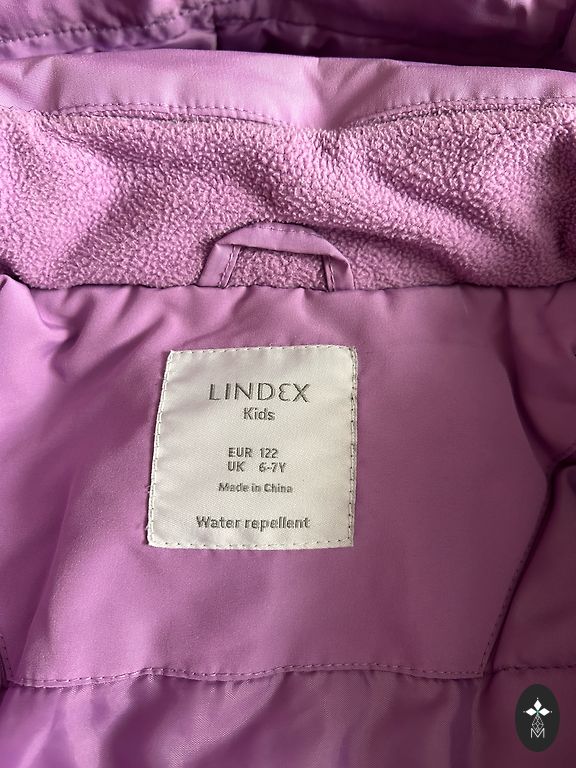 LINDEX
Kids
EUR 122
UK 6-7Y
Made in China
Water repellent
M